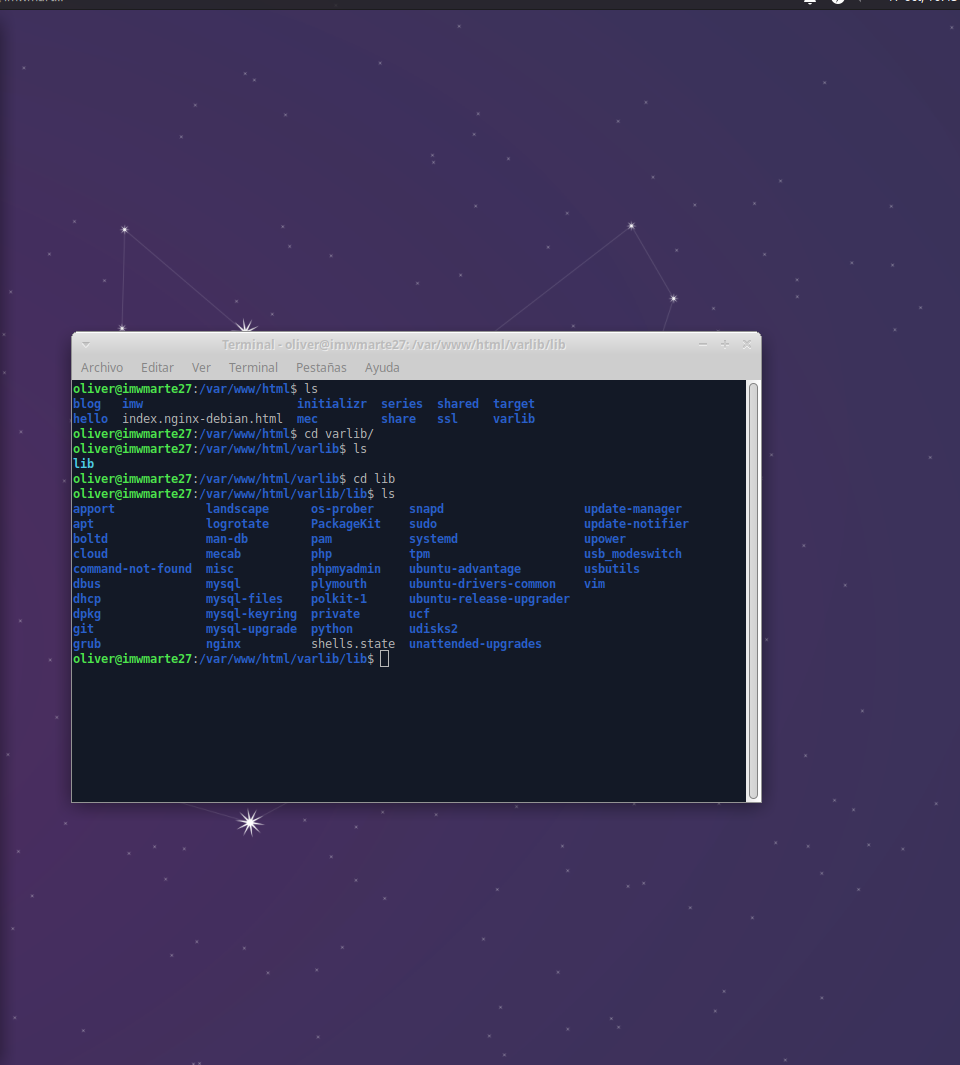 Terminal - oliver@imwmarte27: /var/www/html/varlib/lib
Archivo Editar Ver Terminal Pestañas Ayuda
oliver@imwmarte27:/var/www/html$ ls
blog imw initializr series shared target
hello index.nginx-debian.html mec share ssl varlib
oliver@imwmarte27:/var/www/html$ cd varlib/
oliver@imwmarte27:/var/www/html/varlib$ ls
lib
oliver@imwmarte27:/var/www/html/varlib$ cd lib
oliver@imwmarte27:/var/www/html/varlib/lib$ ls
apport landscape os-prober snapd update-manager
apt logrotate PackageKit sudo update-notifier
boltd man-db pam systemd upower
cloud mecab php tpm usb_modeswitch
command-not-found misc phpmyadmin ubuntu-advantage usbutils
dbus mysql plymouth ubuntu-drivers-common vim
dhcp mysql-files polkit-1 ubuntu-release-upgrader
dpkg mysql-keyring private ucf
git mysql-upgrade python udisks2
grub nginx shells.state unattended-upgrades
oliver@imwmarte27:/var/www/html/varlib/lib$